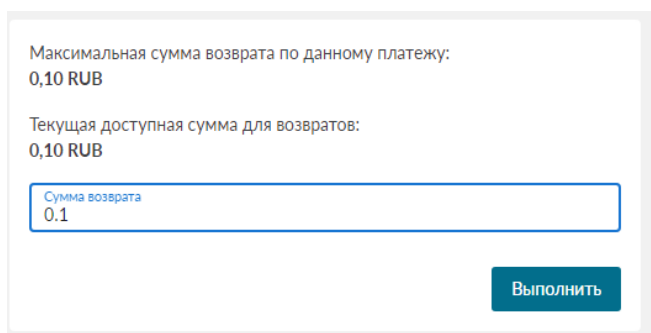 Максимальная сумма возврата по данному платежу:
0,10 RUB
Текущая доступная сумма для возвратов:
0,10 RUB
Сумма возврата
0.1
Выполнить